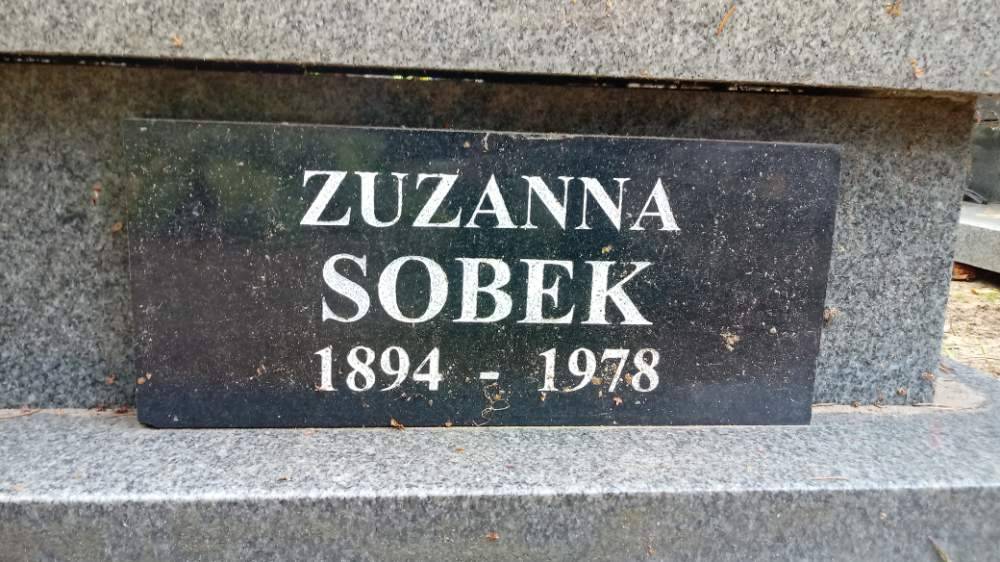 ZUZANNA
SOBEK
1894 - 1978